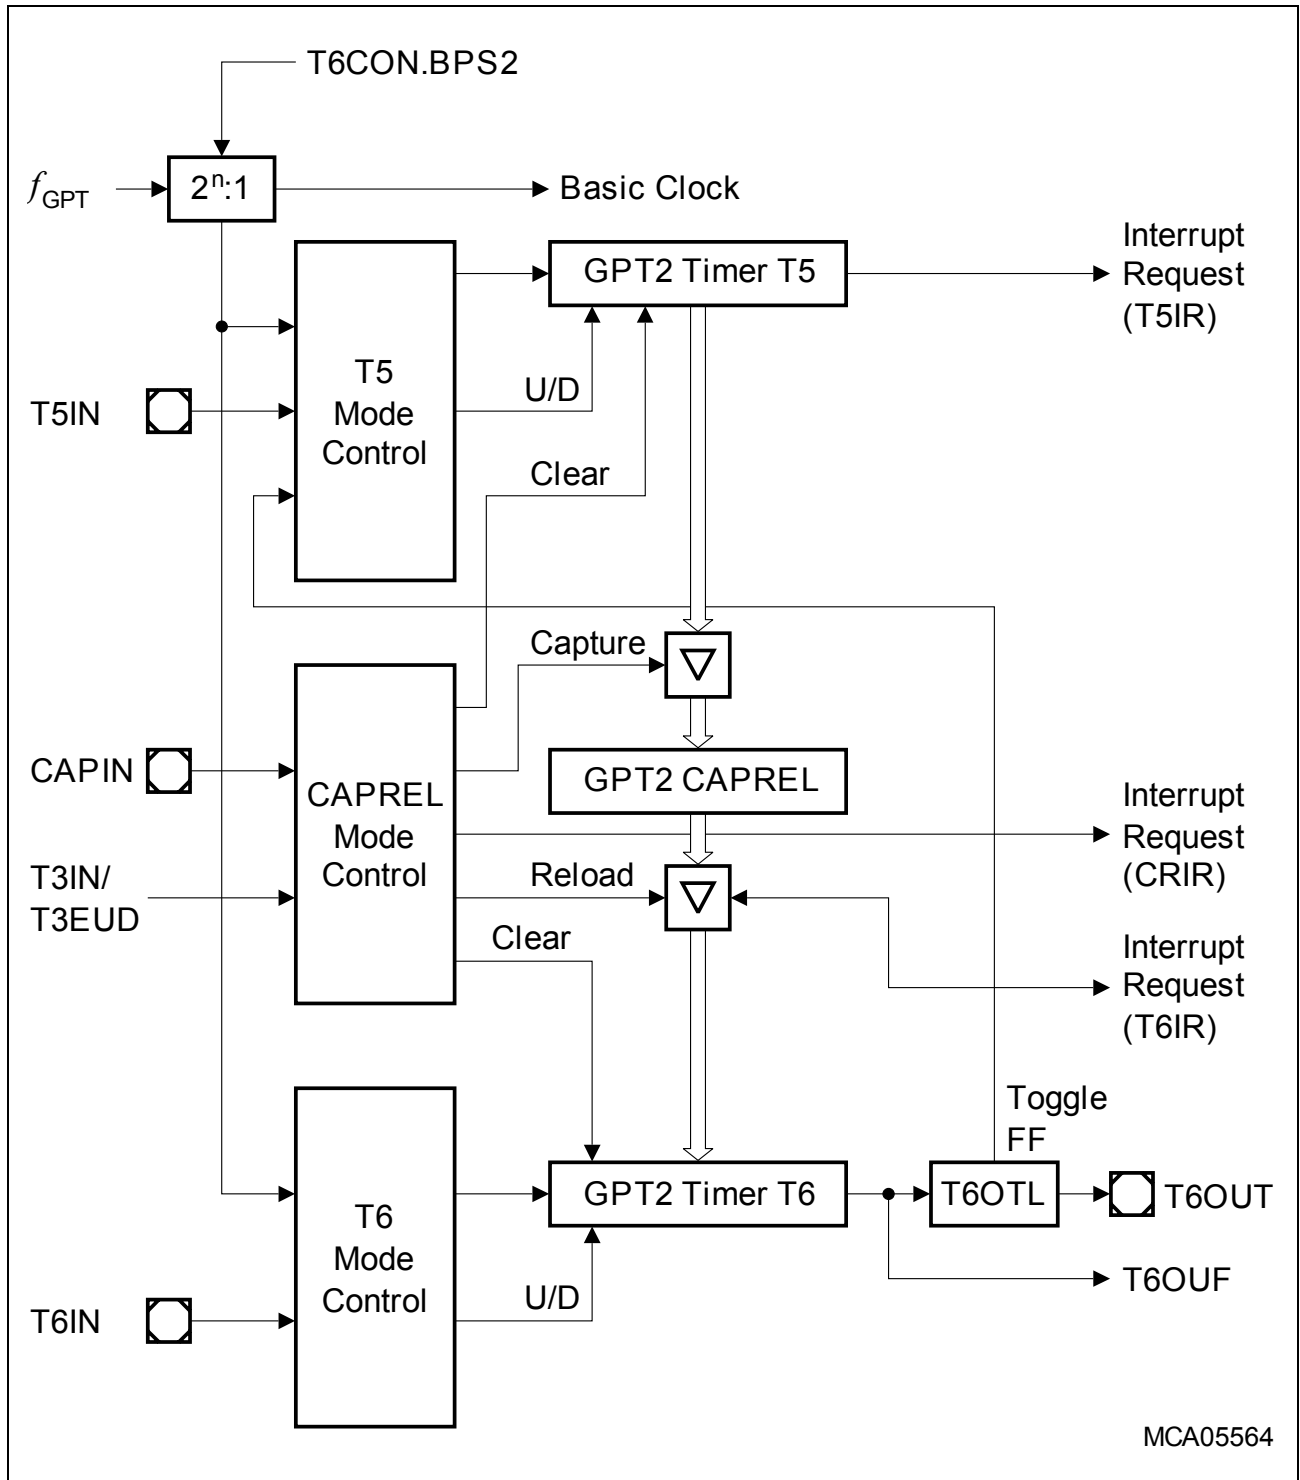 T6CON.BPS2
fGPT
2n:1
Basic Clock
Interrupt
Request
(T5IR)
GPT2 Timer T5
T5
Mode
Control
U/D
T5IN
Clear
Capture
CAPIN
GPT2 CAPREL
CAPREL
Mode
Control
Interrupt
Request
(CRIR)
T3IN/
T3EUD
Reload
Clear
Interrupt
Request
(T6IR)
Toggle
FF
GPT2 Timer T6
T6OTL
T6OUT
T6
Mode
Control
T6OUF
U/D
T6IN
MCA05564